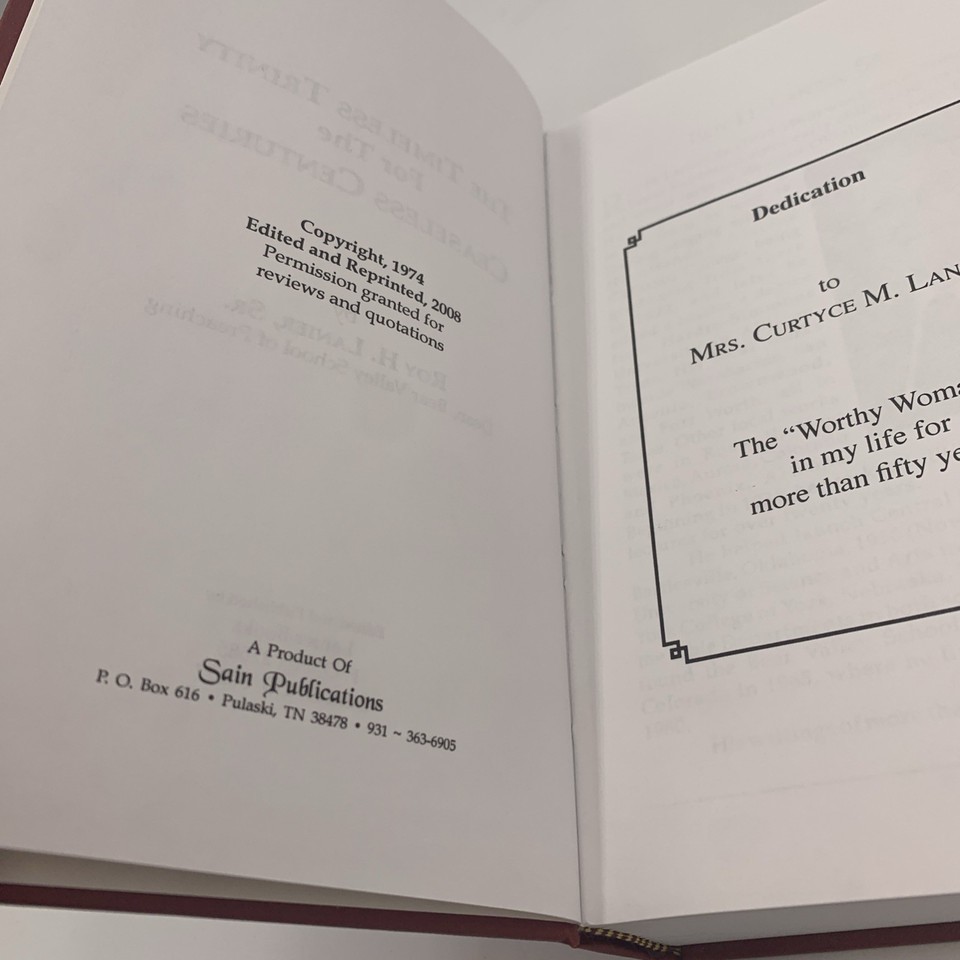 Copyright, 1974
Edited and Reprinted, 2008
Permission granted for
reviews and quotations
A Product Of
Sain Publications
P. O. Box 616 • Pulaski, TN 38478 • 931 ~ 363-6905
Dedication
to
MRS. CURTYCE M. LAN
The “Worthy Woma
in my life for
more than fifty ye